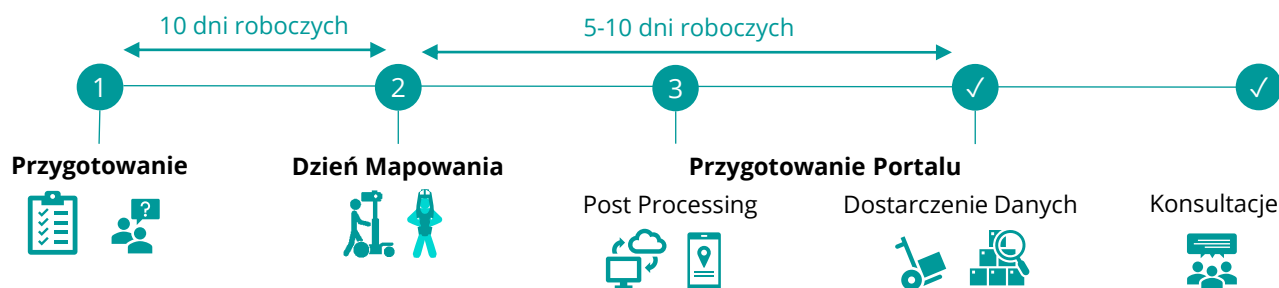 10 dni roboczych
5-10 dni roboczych
1
2
3
✓
✓
Przygotowanie
Dzień Mapowania
Przygotowanie Portalu
Post Processing
Dostarczenie Danych
Konsultacje
?